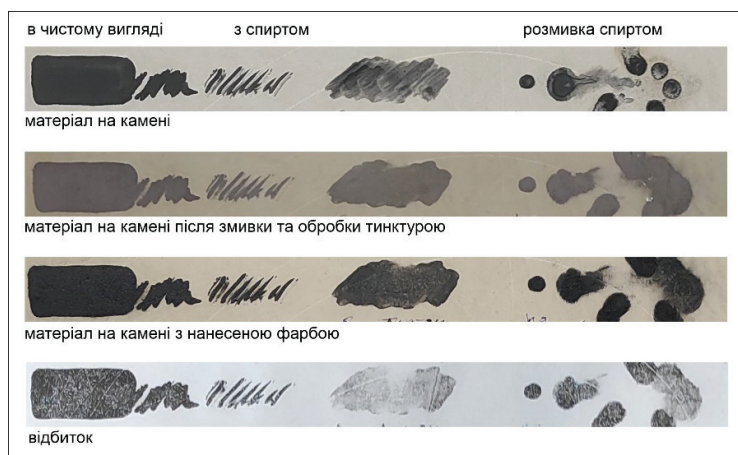 в чистому вигляді з спиртом розмивка спиртом
матеріал на камені
матеріал на камені після змивки та обробки тинктурою
матеріал на камені з нанесеною фарбою
відбиток